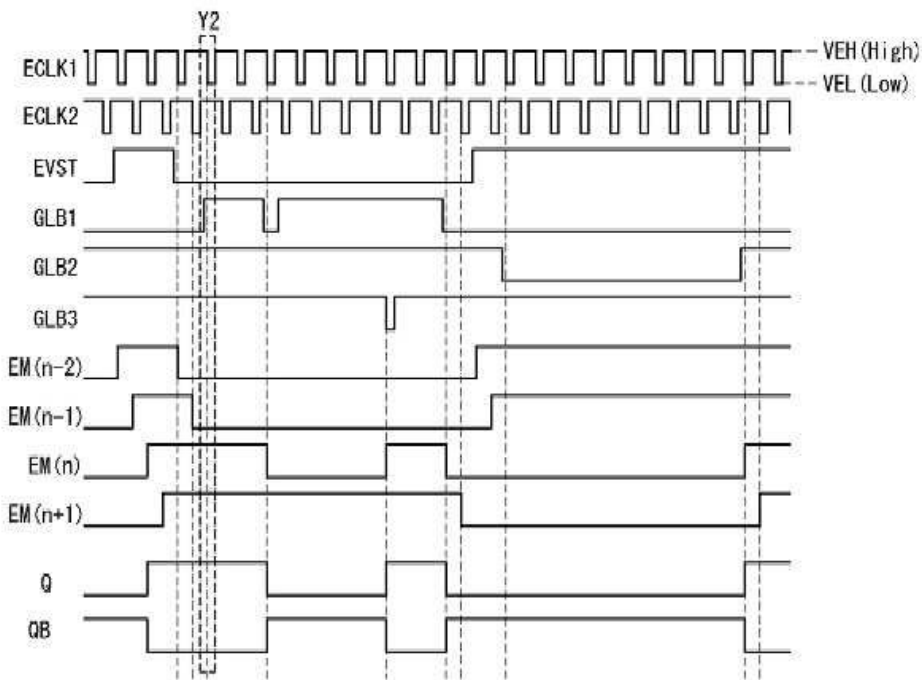 Y2
ECLK1
VEH(High)
VEL(Low)
ECLK2
EVST
GLB1
GLB2
GLB3
EM(n-2)
EM(n-1)
EM(n)
EM(n+1)
Q
QB